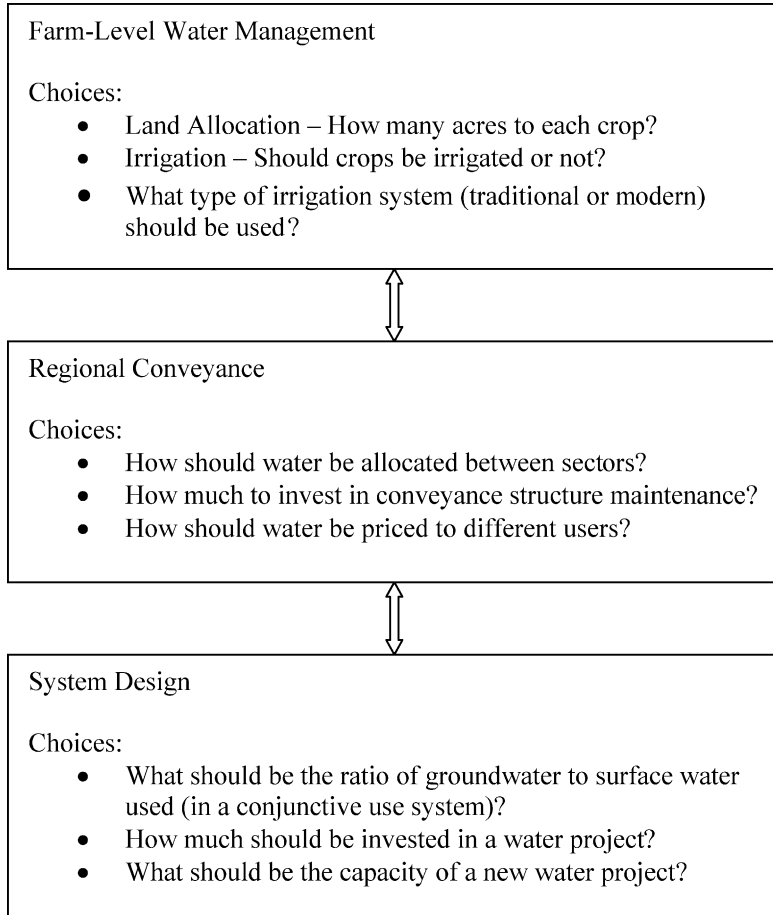 Farm-Level Water Management
Choices:
• Land Allocation – How many acres to each crop?
• Irrigation – Should crops be irrigated or not?
• What type of irrigation system (traditional or modern)
should be used?
Regional Conveyance
Choices:
• How should water be allocated between sectors?
• How much to invest in conveyance structure maintenance?
• How should water be priced to different users?
System Design
Choices:
• What should be the ratio of groundwater to surface water
used (in a conjunctive use system)?
• How much should be invested in a water project?
• What should be the capacity of a new water project?